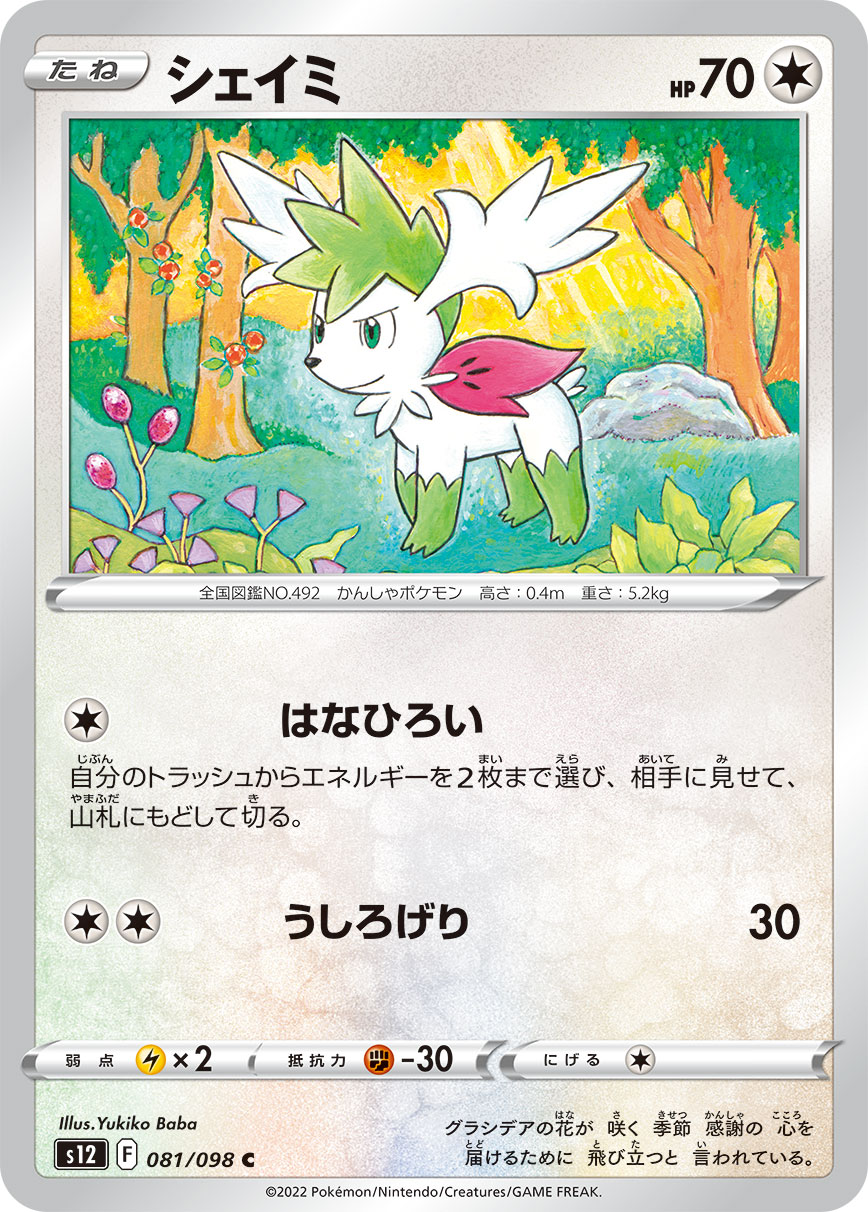 たね シェイミ HP70
全国図鑑NO.492 かんしゃポケモン 高さ：0.4m 重さ：5.2kg
はなひろい
自分のトラッシュからエネルギーを2枚まで選び、相手に見せて、
山札にもどして切る。
うしろげり 30
弱点 ×2 抵抗力 -30 にげる
Illus.Yukiko Baba
s12 F 081/098 C
グラシデアの花が 咲く 季節 感謝の 心を
届けるために 飛び立つと 言われている。
©2022 Pokémon/Nintendo/Creatures/GAME FREAK.